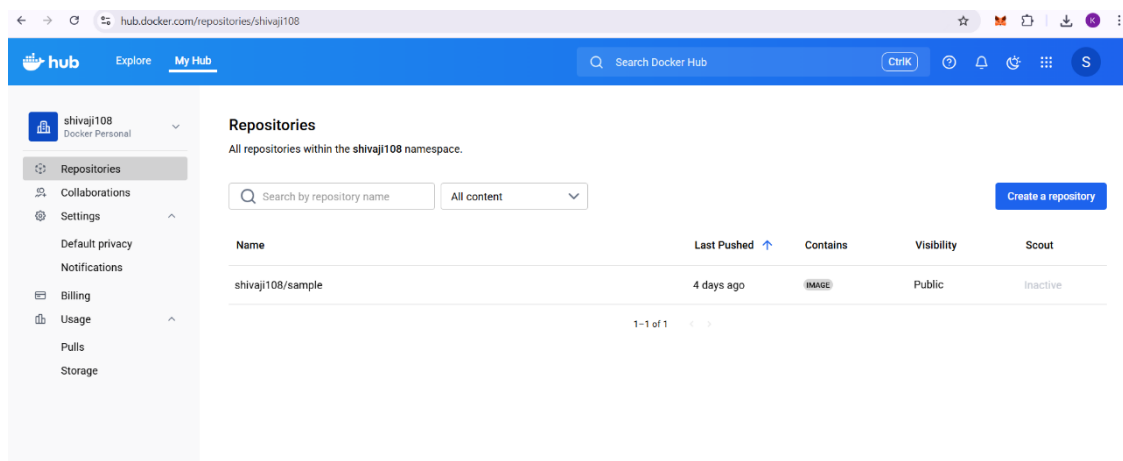 hub.docker.com/repositories/shivaji108
K
hub
Explore
My Hub
Search Docker Hub
CtrlK
S
shivaji108
Docker Personal
Repositories
Collaborations
Settings
Default privacy
Notifications
Billing
Usage
Pulls
Storage
Repositories
All repositories within the shivaji108 namespace.
Search by repository name
All content
Create a repository
Name Last Pushed Contains Visibility Scout
shivaji108/sample 4 days ago IMAGE Public Inactive
1-1 of 1